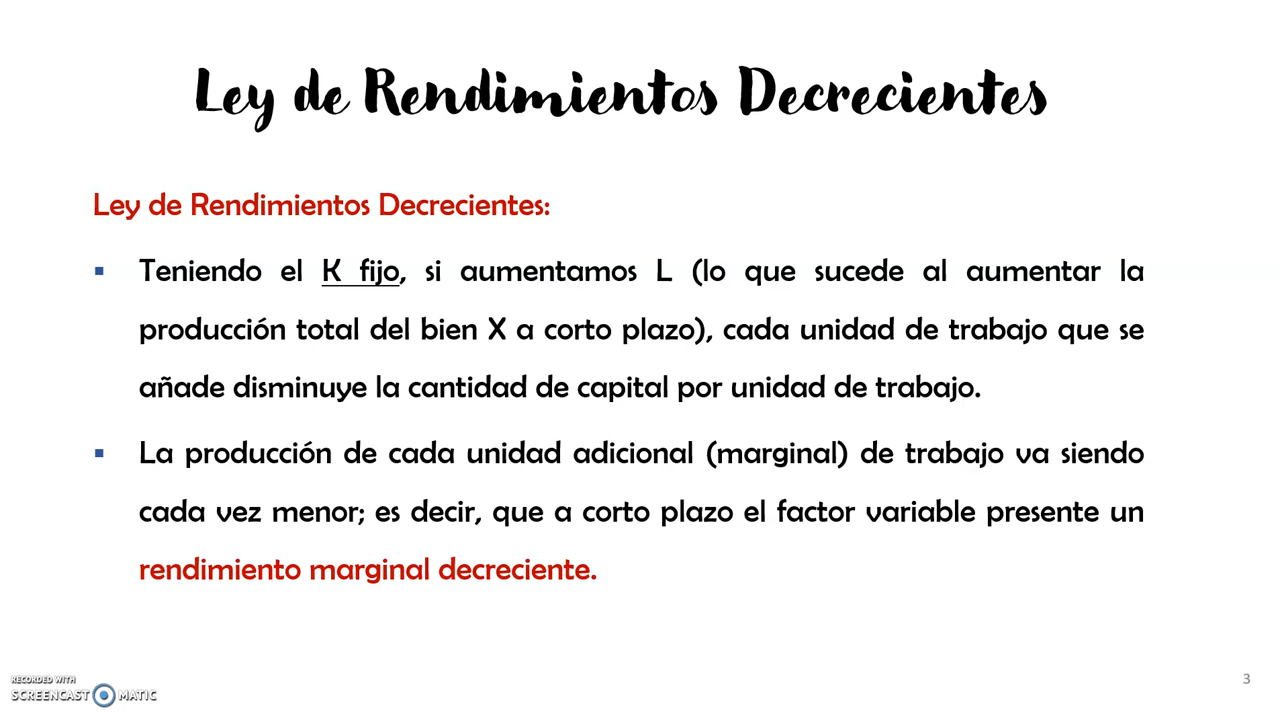 Ley de Rendimientos Decrecientes
Ley de Rendimientos Decrecientes:
▪ Teniendo el K fijo, si aumentamos L (lo que sucede al aumentar la
producción total del bien X a corto plazo), cada unidad de trabajo que se
añade disminuye la cantidad de capital por unidad de trabajo.
▪ La producción de cada unidad adicional (marginal) de trabajo va siendo
cada vez menor; es decir, que a corto plazo el factor variable presente un
rendimiento marginal decreciente.
RECORDED WITH
SCREENCAST MATIC
3